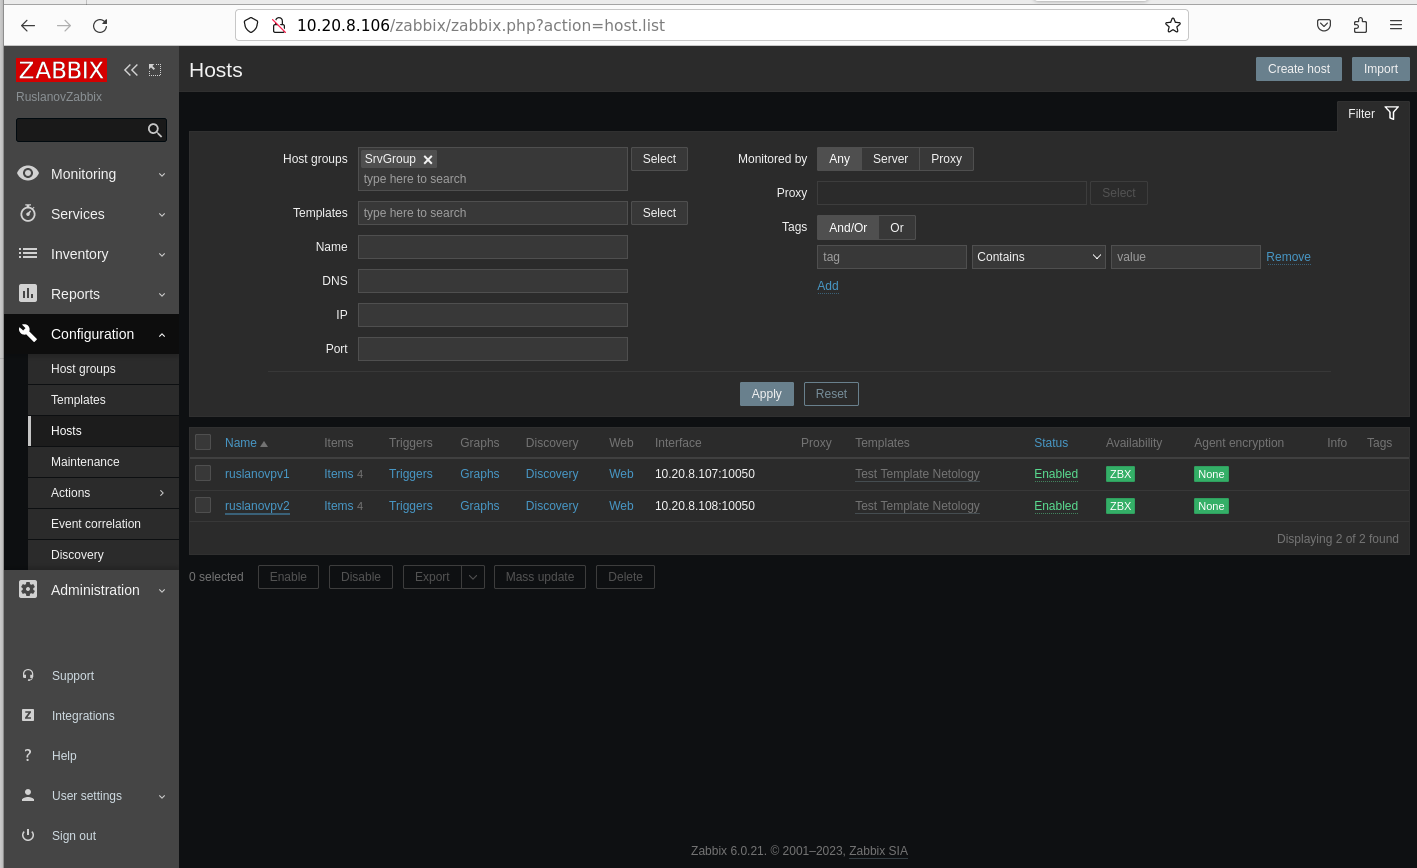 10.20.8.106/zabbix/zabbix.php?action=host.list
ZABBIX
RuslanovZabbix
Monitoring
Services
Inventory
Reports
Configuration
Host groups
Templates
Hosts
Maintenance
Actions
Event correlation
Discovery
Administration
Support
Integrations
Help
User settings
Sign out
Hosts
Create host Import
Filter
Host groups SrvGroup Select
type here to search
Templates type here to search Select
Name
DNS
IP
Port
Monitored by Any Server Proxy
Proxy Select
Tags And/Or Or
tag Contains value Remove
Add
Apply Reset
Name Items Triggers Graphs Discovery Web Interface Proxy Templates Status Availability Agent encryption Info Tags
ruslanovpv1 Items 4 Triggers Graphs Discovery Web 10.20.8.107:10050 Test Template Netology Enabled ZBX None
ruslanovpv2 Items 4 Triggers Graphs Discovery Web 10.20.8.108:10050 Test Template Netology Enabled ZBX None
Displaying 2 of 2 found
0 selected Enable Disable Export Mass update Delete
Zabbix 6.0.21. © 2001–2023, Zabbix SIA